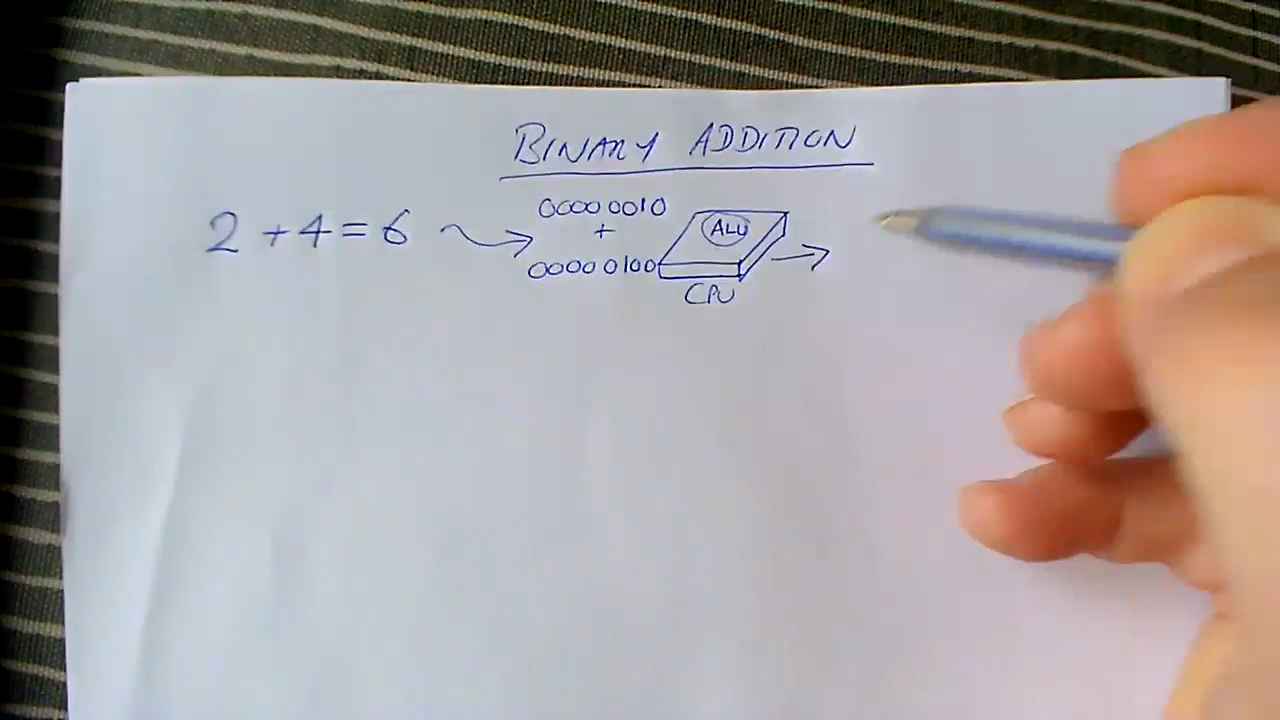 BINARY ADDITION
2 + 4 = 6
00000010
+
00000100
ALU
CPU